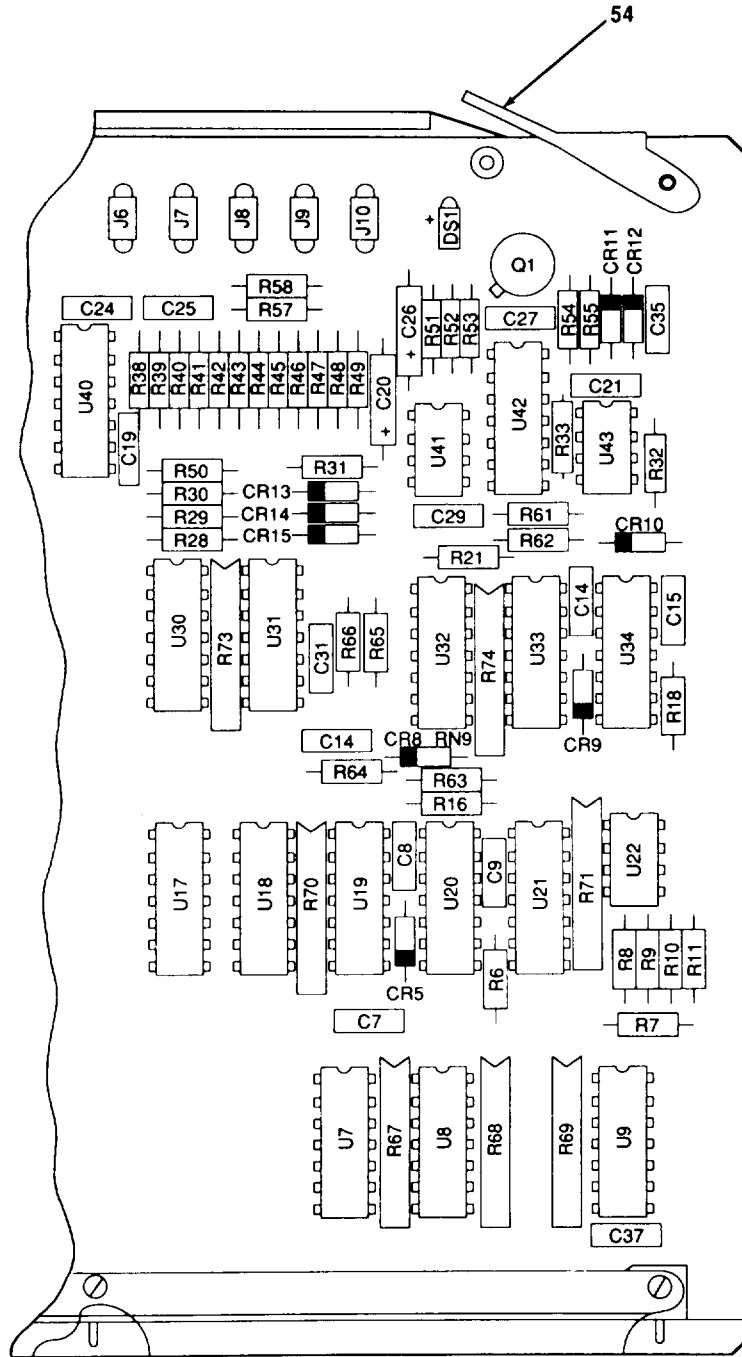 54
J6 J7 J8 J9 J10 + DS1 Q1 CR11 CR12
R58
C24 C25 R57 C26 + R51 R52 R53 C27 R54 R55 C35
U40 R38 R39 R40 R41 R42 R43 R44 R45 R46 R47 R48 R49 C20 + U42 C21
C19 U41 R33 U43 R32
R50 R31
R30 CR13
R29 CR14 C29 R61
R28 CR15 R62 CR10
R21
U30 R73 U31 C31 R66 R65 U32 R74 U33 C14 U34 C15
R18
C14 CR8 RN9 CR9
R64 R63
R16
U17 U18 R70 U19 C8 U20 C9 U21 R71 U22
CR5 R6 R8 R9 R10 R11
C7 R7
U7 R67 U8 R68 R69 U9
C37